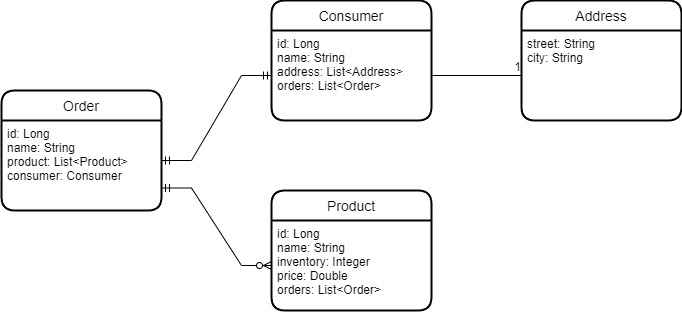 Consumer
id: Long
name: String
address: List<Address>
orders: List<Order>
Address
street: String
city: String
1
Order
id: Long
name: String
product: List<Product>
consumer: Consumer
Product
id: Long
name: String
inventory: Integer
price: Double
orders: List<Order>